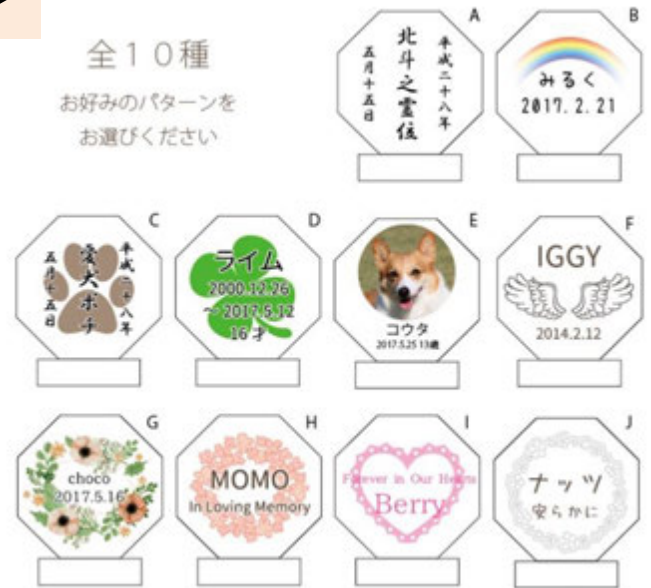 全10種
お好みのパターンを
お選びください
A
平成二十八年
北斗之霊位
五月十五日
B
みるく
2017.2.21
C
平成二十八年
愛犬ポチ
五月十五日
D
ライム
2000.12.26
～2017.5.12
16才
E
コウタ
2017.5.25 13歳
F
IGGY
2014.2.12
G
choco
2017.5.16
H
MOMO
In Loving Memory
I
Forever in Our Hearts
Berry
J
ナッツ
安らかに